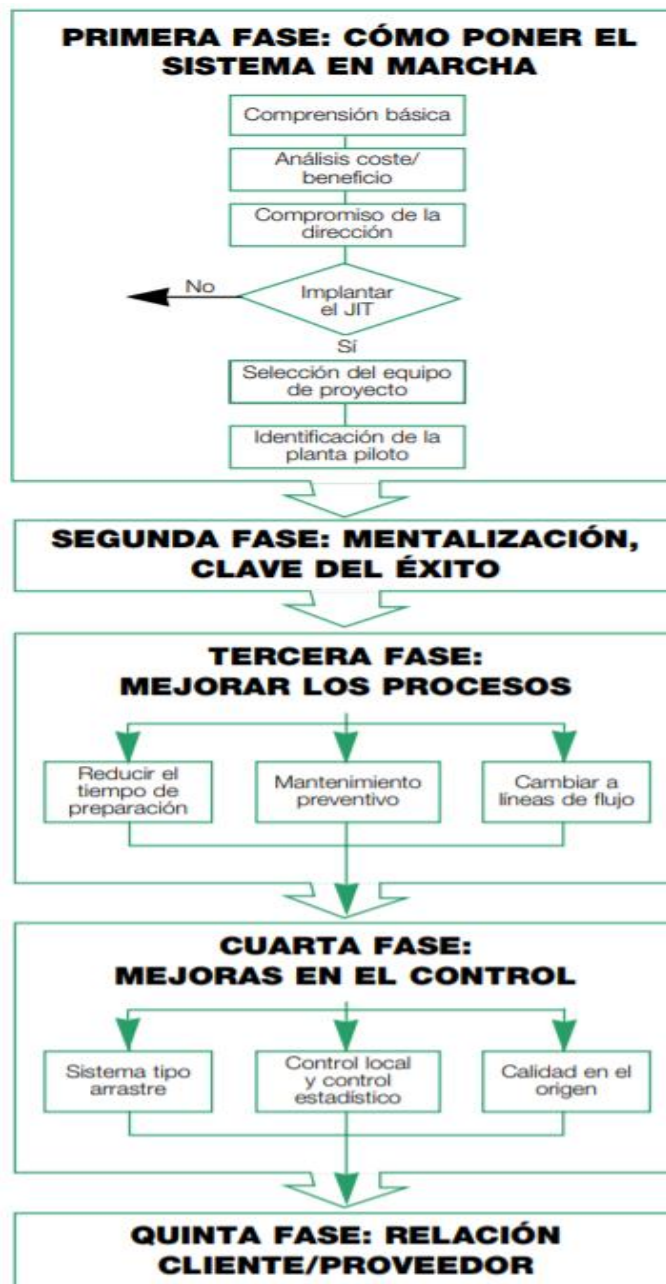 PRIMERA FASE: CÓMO PONER EL
SISTEMA EN MARCHA
Comprensión básica
Análisis coste/
beneficio
Compromiso de la
dirección
No
Implantar
el JIT
Sí
Selección del equipo
de proyecto
Identificación de la
planta piloto
SEGUNDA FASE: MENTALIZACIÓN,
CLAVE DEL ÉXITO
TERCERA FASE:
MEJORAR LOS PROCESOS
Reducir el
tiempo de
preparación
Mantenimiento
preventivo
Cambiar a
líneas de flujo
CUARTA FASE:
MEJORAS EN EL CONTROL
Sistema tipo
arrastre
Control local
y control
estadístico
Calidad en el
origen
QUINTA FASE: RELACIÓN
CLIENTE/PROVEEDOR